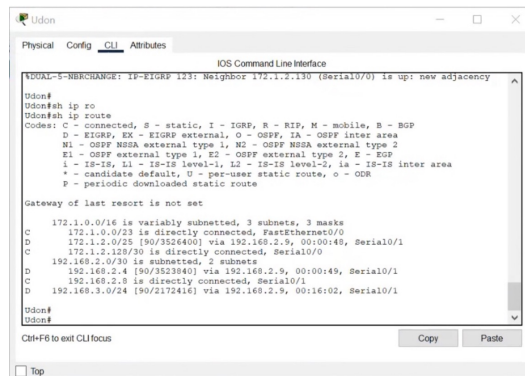 Udon
Physical Config CLI Attributes
IOS Command Line Interface
%DUAL-5-NBRCHANGE: IP-EIGRP 123: Neighbor 172.1.2.130 (Serial0/0) is up: new adjacency
Udon#
Udon#sh ip ro
Udon#sh ip route
Codes: C - connected, S - static, I - IGRP, R - RIP, M - mobile, B - BGP
D - EIGRP, EX - EIGRP external, O - OSPF, IA - OSPF inter area
N1 - OSPF NSSA external type 1, N2 - OSPF NSSA external type 2
E1 - OSPF external type 1, E2 - OSPF external type 2, E - EGP
i - IS-IS, L1 - IS-IS level-1, L2 - IS-IS level-2, ia - IS-IS inter area
* - candidate default, U - per-user static route, o - ODR
P - periodic downloaded static route
Gateway of last resort is not set
172.1.0.0/16 is variably subnetted, 3 subnets, 3 masks
C 172.1.0.0/23 is directly connected, FastEthernet0/0
D 172.1.2.0/25 [90/3526400] via 192.168.2.9, 00:00:48, Serial0/1
C 172.1.2.128/30 is directly connected, Serial0/0
192.168.2.0/30 is subnetted, 2 subnets
D 192.168.2.4 [90/3523840] via 192.168.2.9, 00:00:49, Serial0/1
C 192.168.2.8 is directly connected, Serial0/1
D 192.168.3.0/24 [90/2172416] via 192.168.2.9, 00:16:02, Serial0/1
Udon#
Udon#
Ctrl+F6 to exit CLI focus
Copy Paste
Top